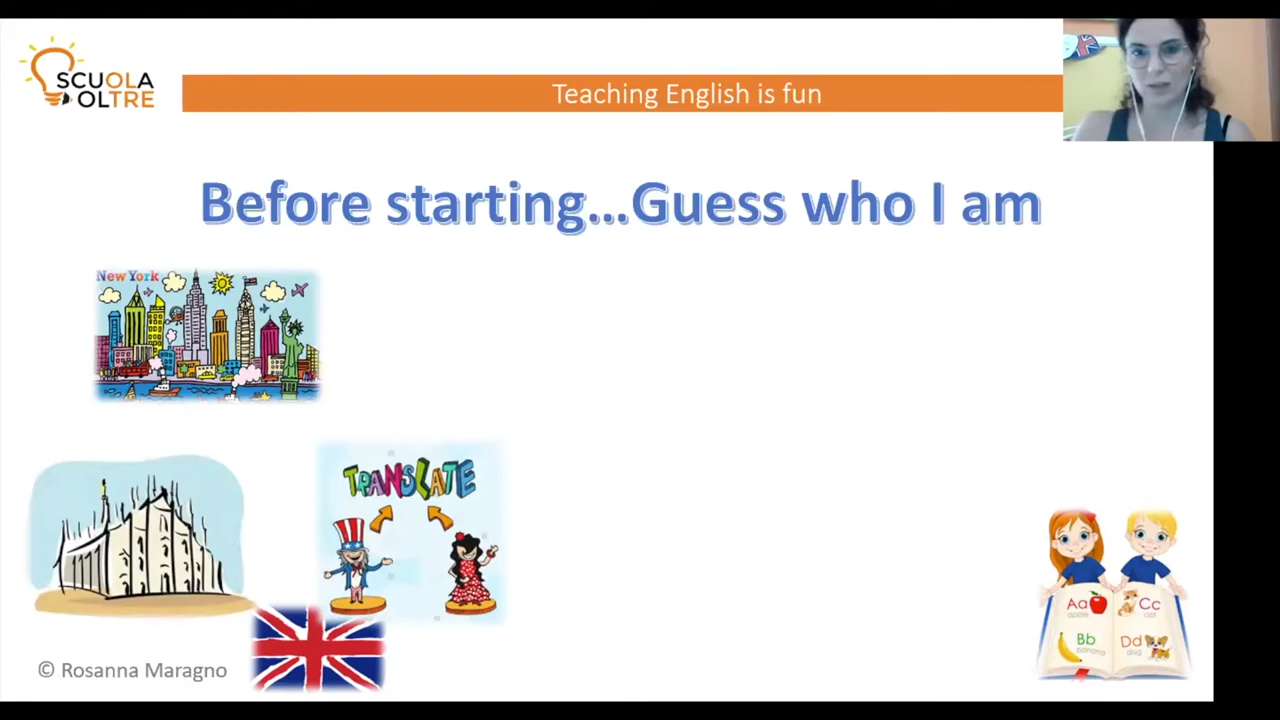 SCUOLA
OLTRE
Teaching English is fun
Before starting...Guess who I am
New York
TRANSLATE
Aa
apple
Cc
cat
Bb
banana
Dd
dog
© Rosanna Maragno